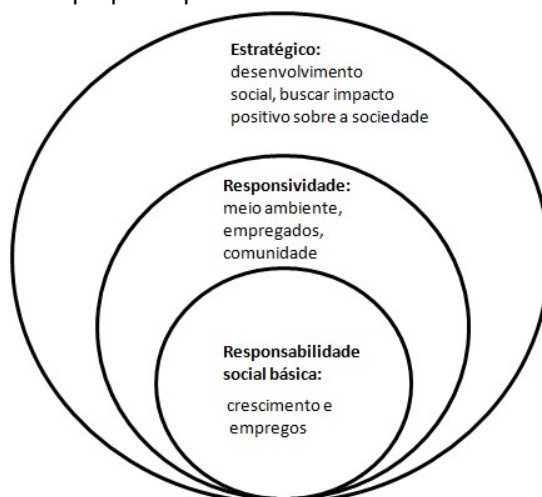 Estratégico:
desenvolvimento
social, buscar impacto
positivo sobre a sociedade
Responsividade:
meio ambiente,
empregados,
comunidade
Responsabilidade
social básica:
crescimento e
empregos